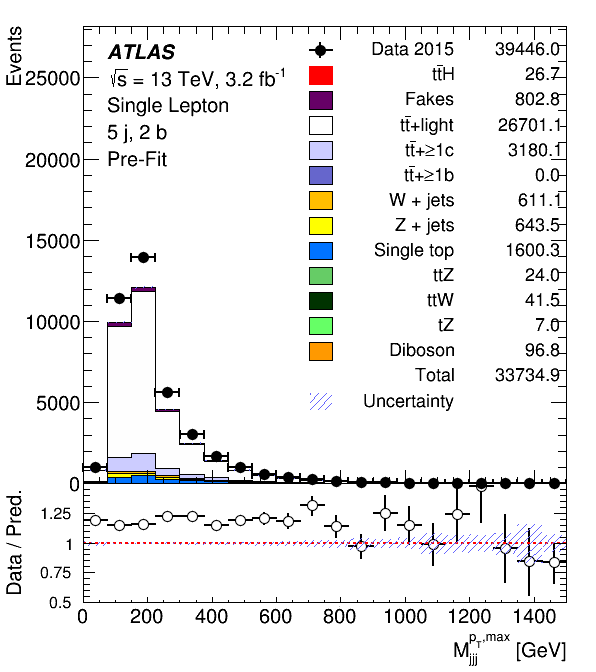 ATLAS
√s = 13 TeV, 3.2 fb⁻¹
Single Lepton
5 j, 2 b
Pre-Fit
Data 2015 39446.0
tt̄H 26.7
Fakes 802.8
tt̄+light 26701.1
tt̄+≥1c 3180.1
tt̄+≥1b 0.0
W + jets 611.1
Z + jets 643.5
Single top 1600.3
ttZ 24.0
ttW 41.5
tZ 7.0
Diboson 96.8
Total 33734.9
Uncertainty
Events
25000
20000
15000
10000
5000
0
Data / Pred.
1.25
1
0.75
0.5
0 200 400 600 800 1000 1200 1400
M_jjj^{p_T,max} [GeV]